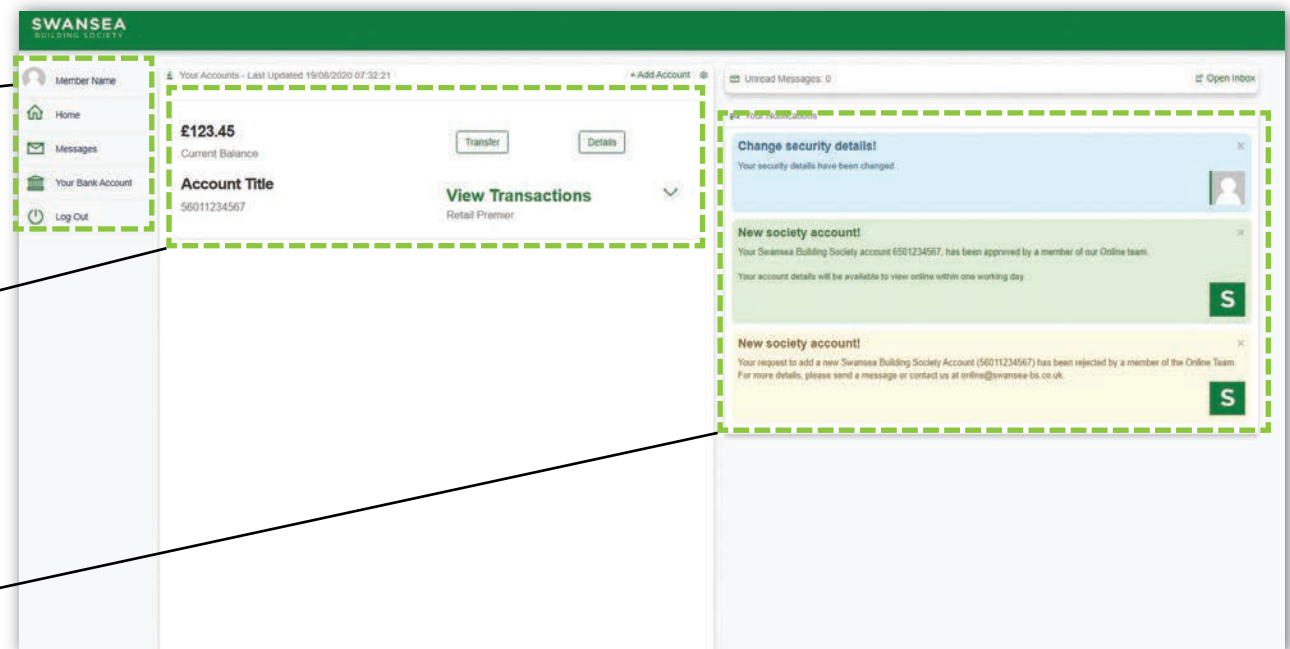 SWANSEA
BUILDING SOCIETY
Member Name
Home
Messages
Your Bank Account
Log Out
Your Accounts - Last Updated 19/08/2020 07:32:21
+ Add Account
£123.45
Current Balance
Transfer
Details
Account Title
56011234567
View Transactions
Retail Premier
Unread Messages: 0
Open Inbox
Your Notifications
Change security details!
Your security details have been changed.
New society account!
Your Swansea Building Society account 6501234567, has been approved by a member of our Online team.
Your account details will be available to view online within one working day.
S
New society account!
Your request to add a new Swansea Building Society Account (56011234567) has been rejected by a member of the Online Team.
For more details, please send a message or contact us at online@swansea-bs.co.uk.
S